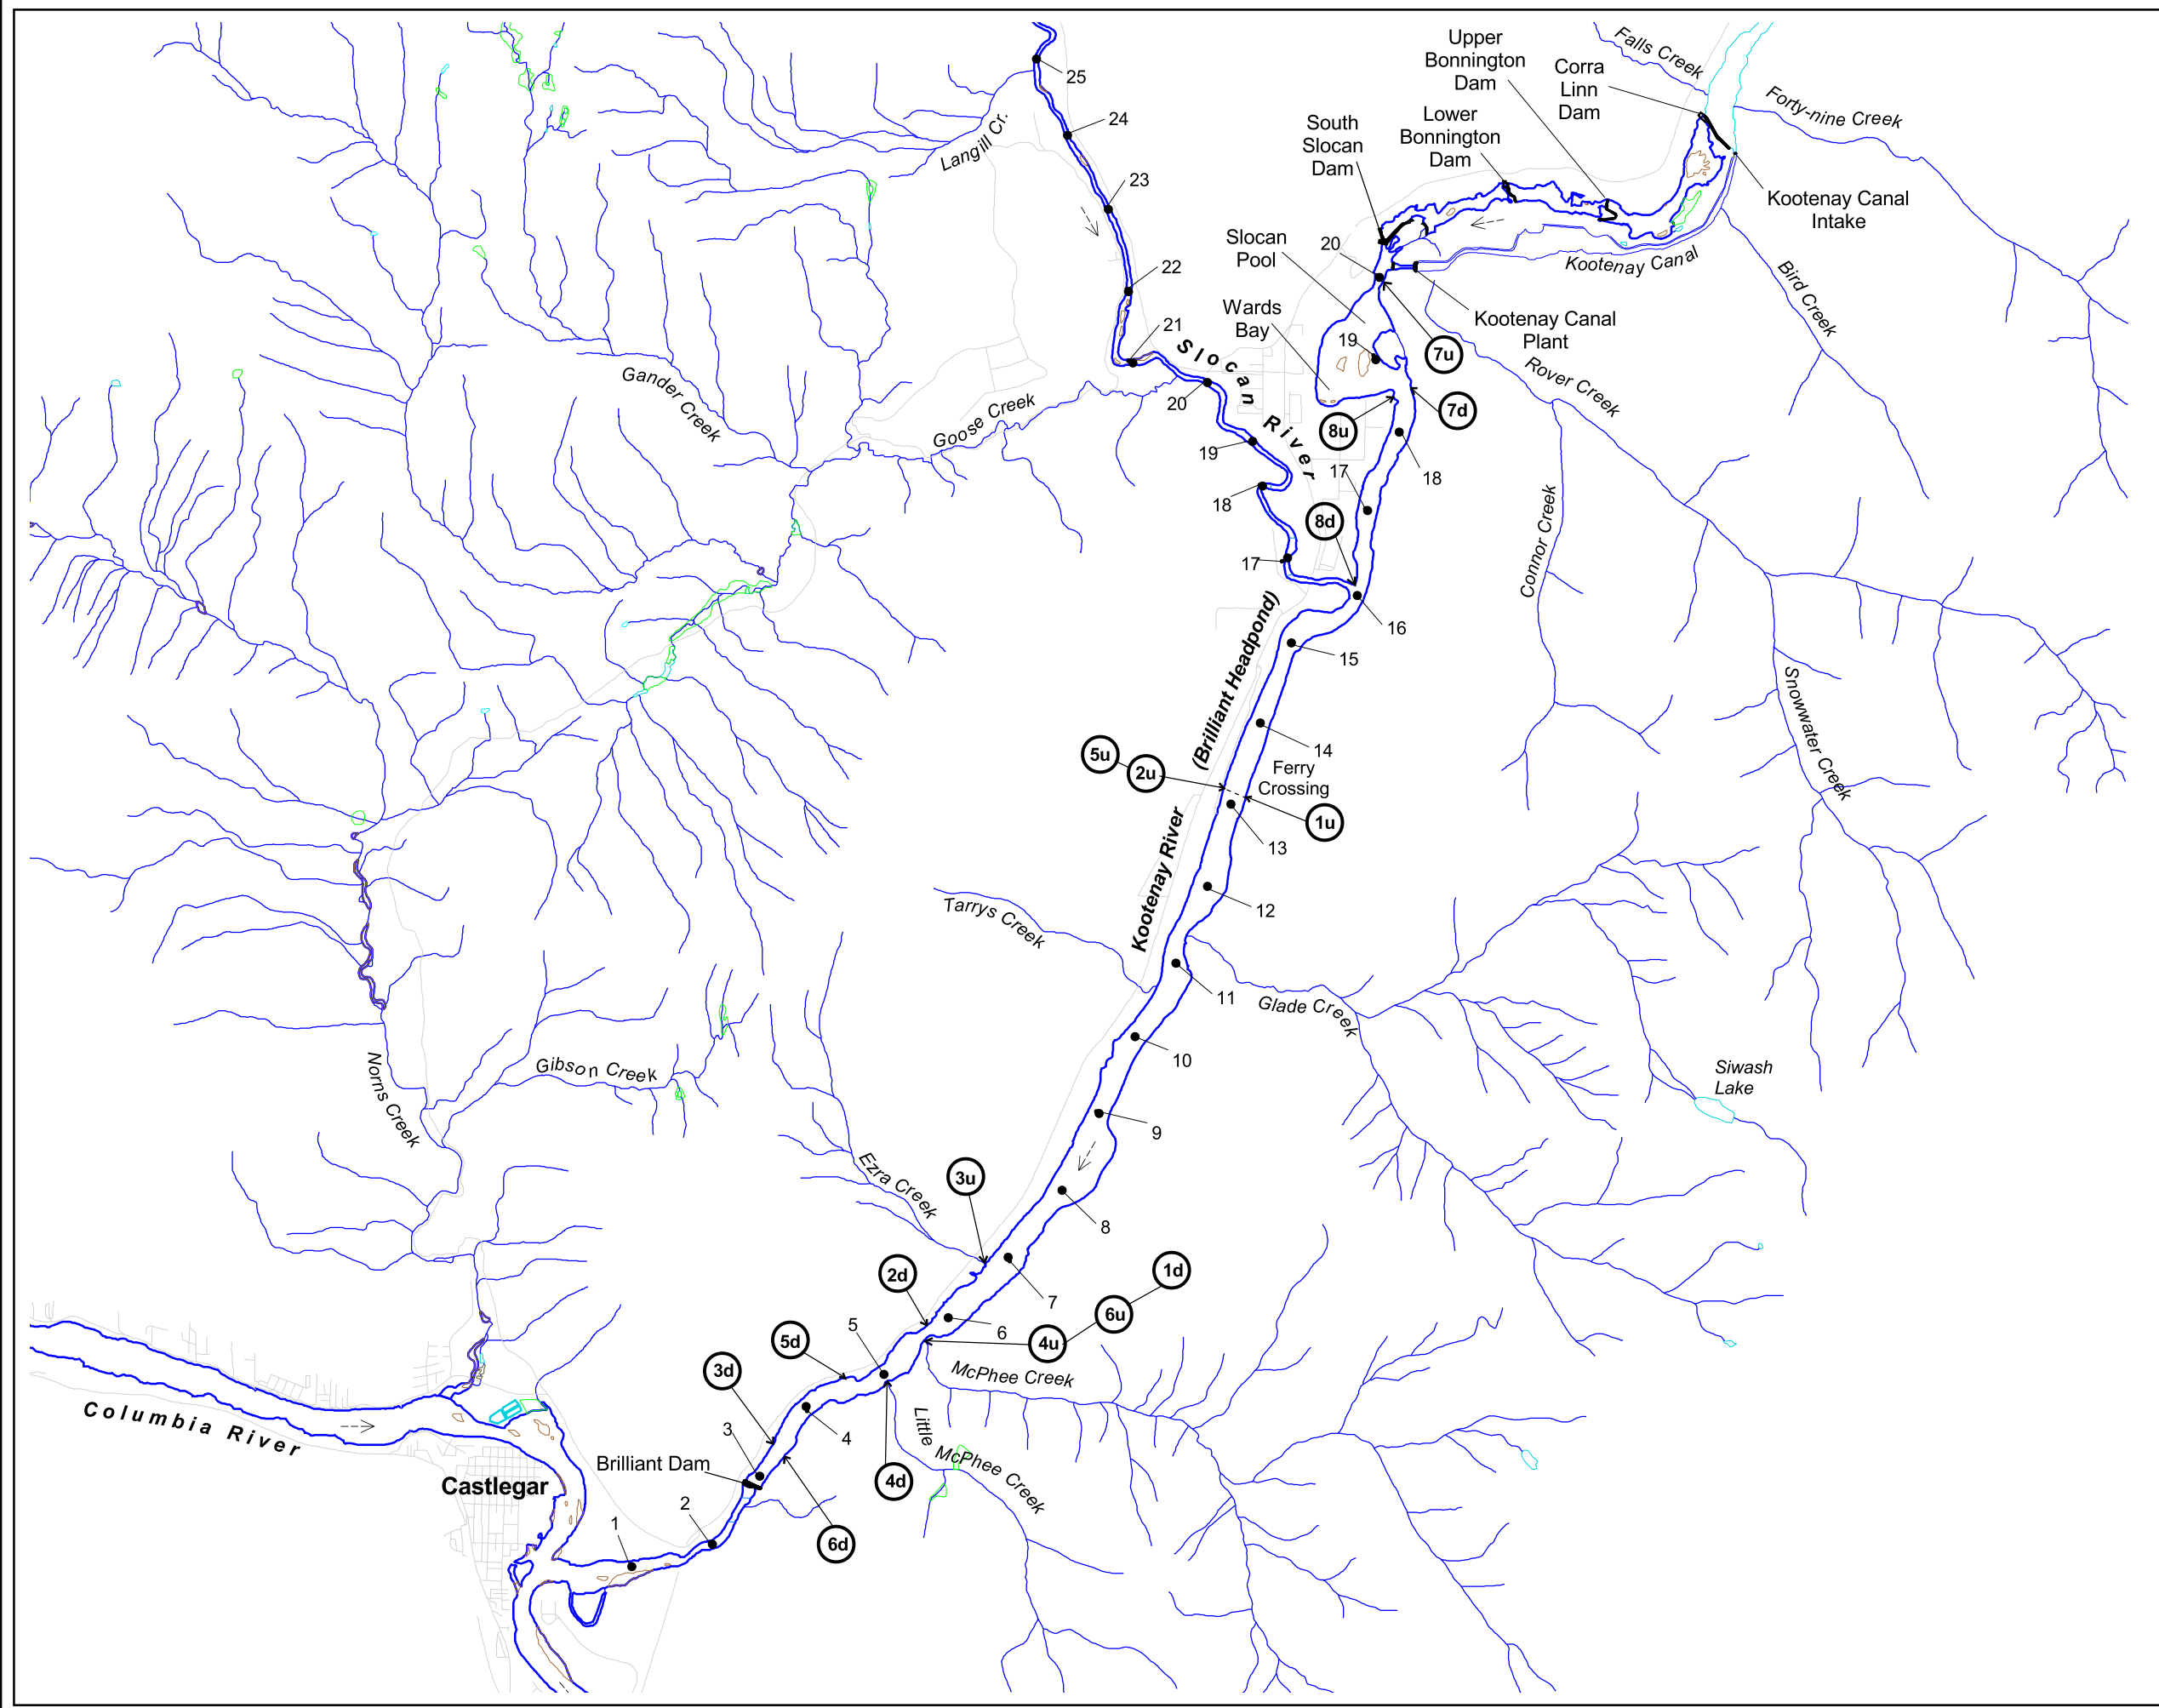 Falls Creek
Upper
Bonnington
Dam
Corra
Linn
Dam
Forty-nine Creek
25
24
Langill Cr.
Lower
Bonnington
Dam
South
Slocan
Dam
23
Kootenay Canal
Intake
Slocan
Pool
20
Kootenay Canal
Bird Creek
22
Wards
Bay
Kootenay Canal
Plant
21
Slocan River
19
7u
Rover Creek
Gander Creek
Goose Creek
20
8u
7d
19
18
17
18
8d
Connor Creek
17
(Brilliant Headpond)
16
15
Snowwater Creek
14
5u
2u
Ferry
Crossing
1u
13
Kootenay River
12
Tarrys Creek
11
Glade Creek
10
Norns Creek
Gibson Creek
Siwash
Lake
9
Ezra Creek
3u
8
2d
1d
7
6u
5
6
5d
4u
3d
McPhee Creek
Columbia River
3
4
Little
McPhee Creek
Brilliant Dam
4d
Castlegar
2
1
6d